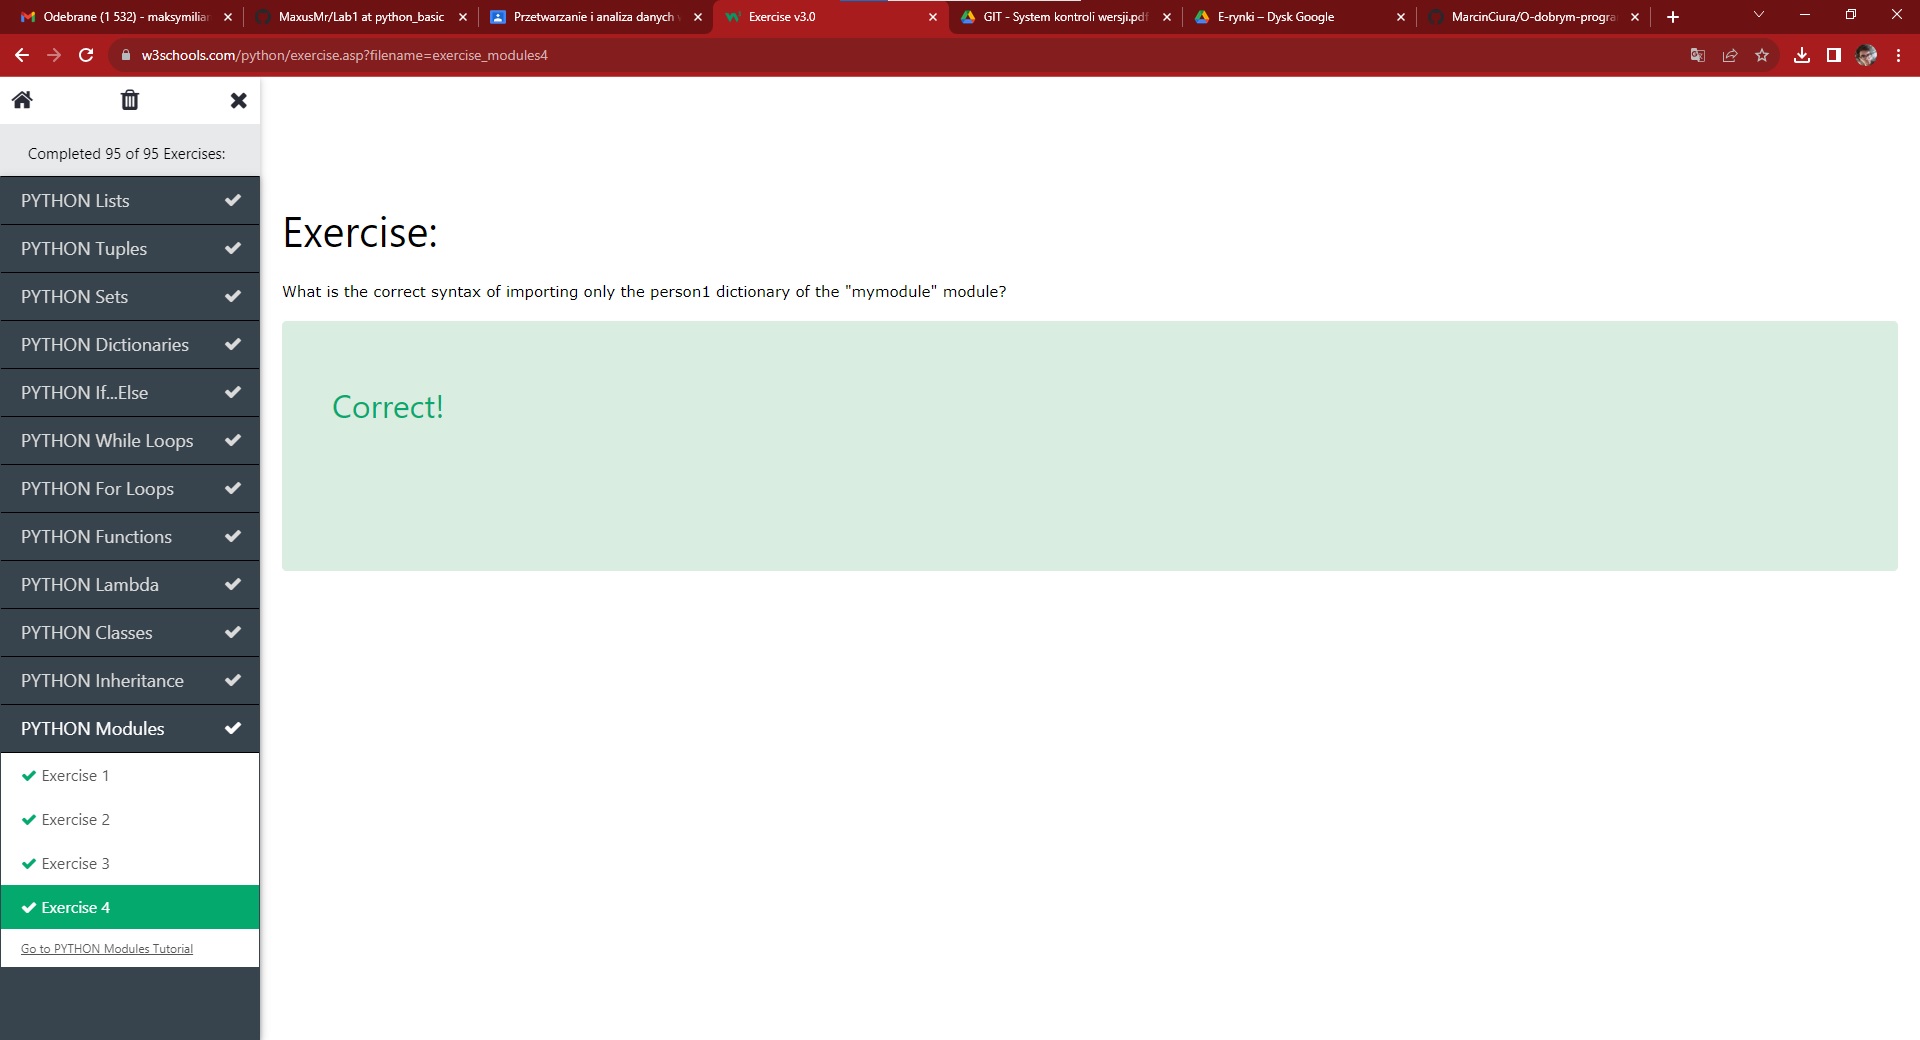 Odebrane (1 532) - maksymilian
MaxusMr/Lab1 at python_basic
Przetwarzanie i analiza danych
Exercise v3.0
GIT - System kontroli wersji.pdf
E-rynki – Dysk Google
MarcinCiura/O-dobrym-progra
w3schools.com/python/exercise.asp?filename=exercise_modules4
Completed 95 of 95 Exercises:
PYTHON Lists
PYTHON Tuples
PYTHON Sets
PYTHON Dictionaries
PYTHON If...Else
PYTHON While Loops
PYTHON For Loops
PYTHON Functions
PYTHON Lambda
PYTHON Classes
PYTHON Inheritance
PYTHON Modules
Exercise 1
Exercise 2
Exercise 3
Exercise 4
Go to PYTHON Modules Tutorial
Exercise:
What is the correct syntax of importing only the person1 dictionary of the "mymodule" module?
Correct!